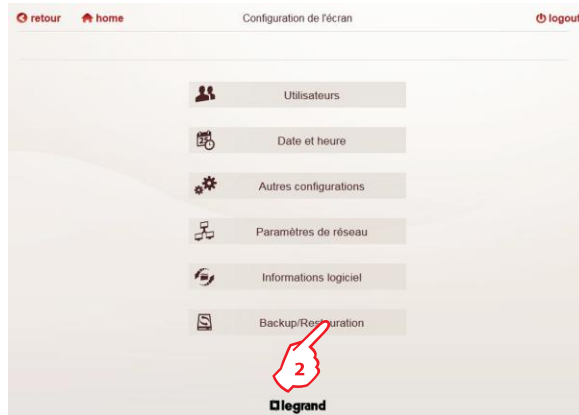 retour home Configuration de l'écran logout
Utilisateurs
Date et heure
25
Autres configurations
Paramètres de réseau
Informations logiciel
Backup/Restauration
2
legrand